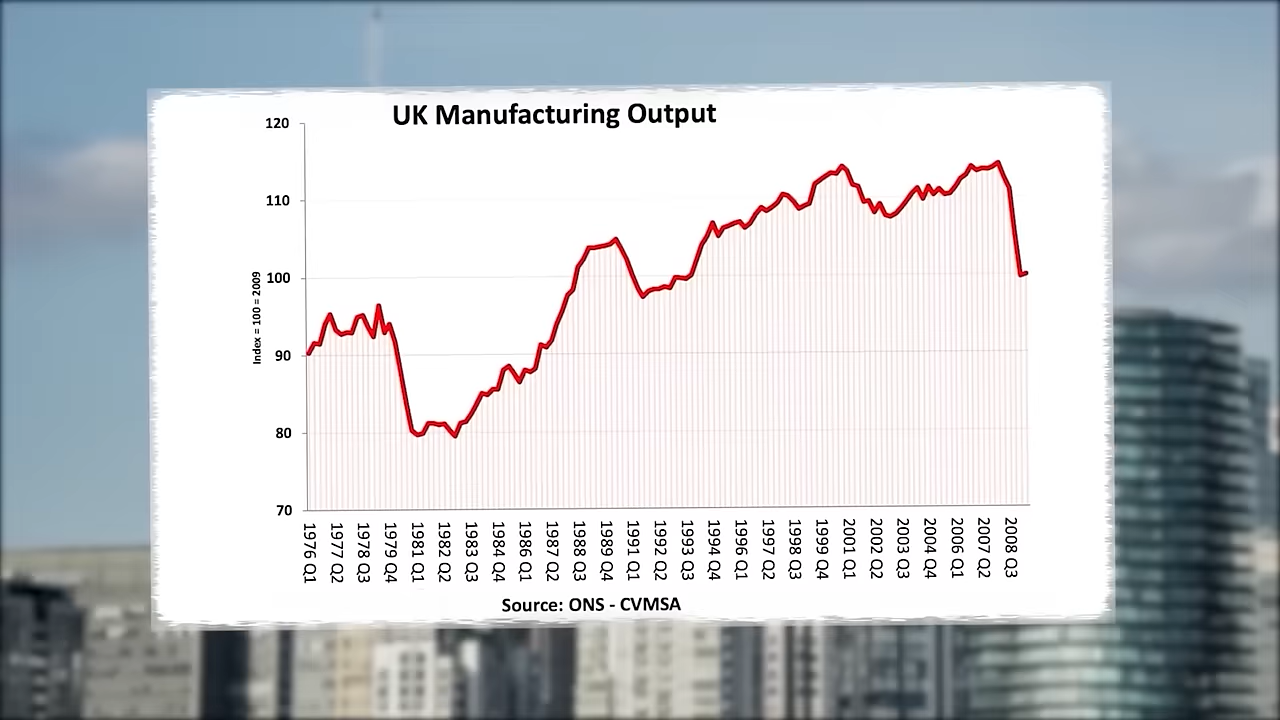 UK Manufacturing Output
120
110
100
90
80
70
Index = 100 = 2009
1976 Q1
1977 Q2
1978 Q3
1979 Q4
1981 Q1
1982 Q2
1983 Q3
1984 Q4
1986 Q1
1987 Q2
1988 Q3
1989 Q4
1991 Q1
1992 Q2
1993 Q3
1994 Q4
1996 Q1
1997 Q2
1998 Q3
1999 Q4
2001 Q1
2002 Q2
2003 Q3
2004 Q4
2006 Q1
2007 Q2
2008 Q3
Source: ONS - CVMSA